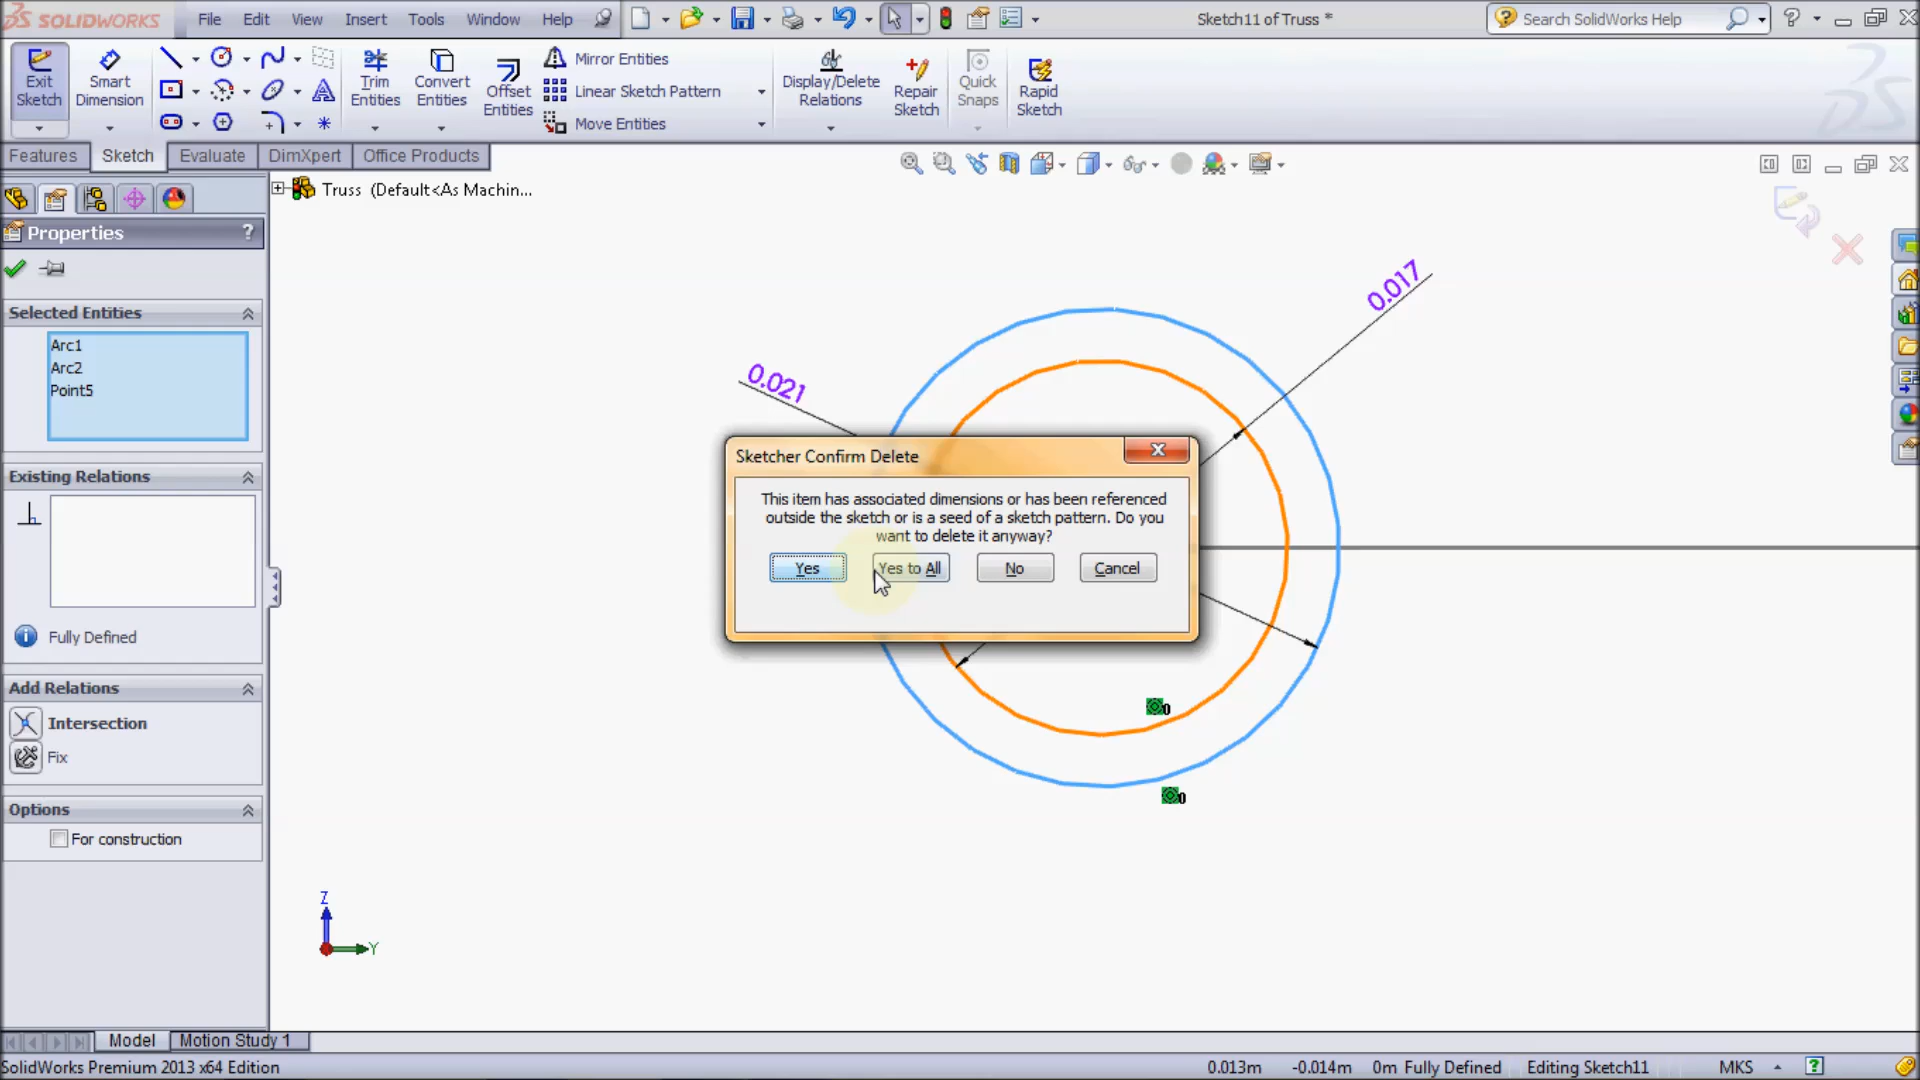 SOLIDWORKS
File Edit View Insert Tools Window Help
Sketch11 of Truss *
Search SolidWorks Help
Exit Sketch
Smart Dimension
Trim Entities
Convert Entities
Offset Entities
Mirror Entities
Linear Sketch Pattern
Move Entities
Display/Delete Relations
Repair Sketch
Quick Snaps
Rapid Sketch
Features Sketch Evaluate DimXpert Office Products
Truss (Default<As Machin...
Properties ?
Selected Entities
Arc1
Arc2
Point5
Existing Relations
Fully Defined
Add Relations
Intersection
Fix
Options
For construction
0.017
0.021
Sketcher Confirm Delete
This item has associated dimensions or has been referenced
outside the sketch or is a seed of a sketch pattern. Do you
want to delete it anyway?
Yes Yes to All No Cancel
0
0
Z
Y
Model Motion Study 1
SolidWorks Premium 2013 x64 Edition
0.013m -0.014m 0m Fully Defined Editing Sketch11 MKS